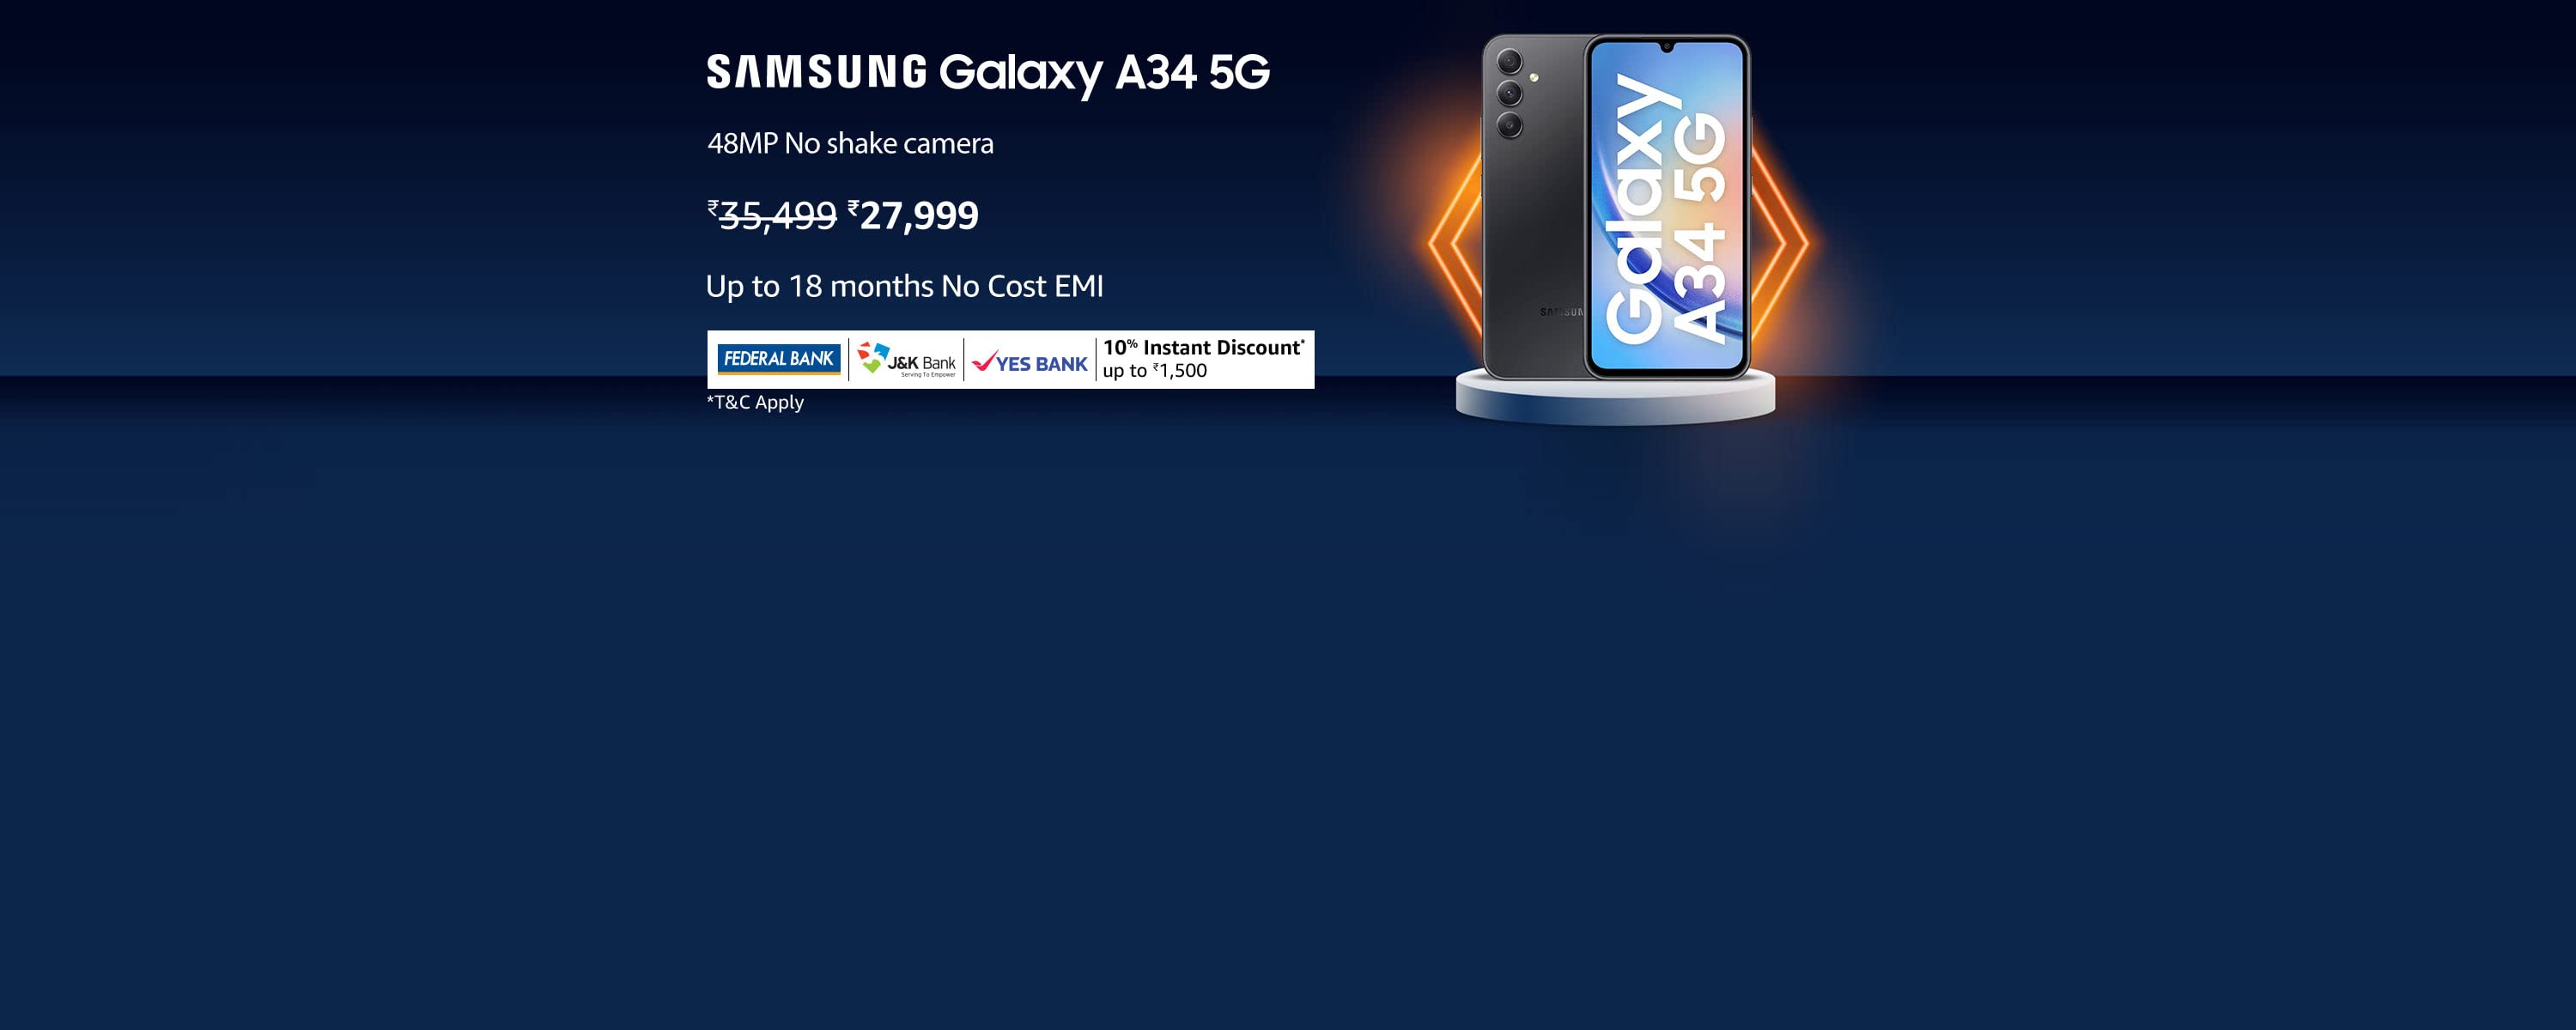 SAMSUNG Galaxy A34 5G
48MP No shake camera
₹35,499 ₹27,999
Up to 18 months No Cost EMI
FEDERAL BANK
J&K Bank
Serving To Empower
YES BANK
10% Instant Discount*
up to ₹1,500
*T&C Apply
SAMSUN
Galaxy
A34 5G